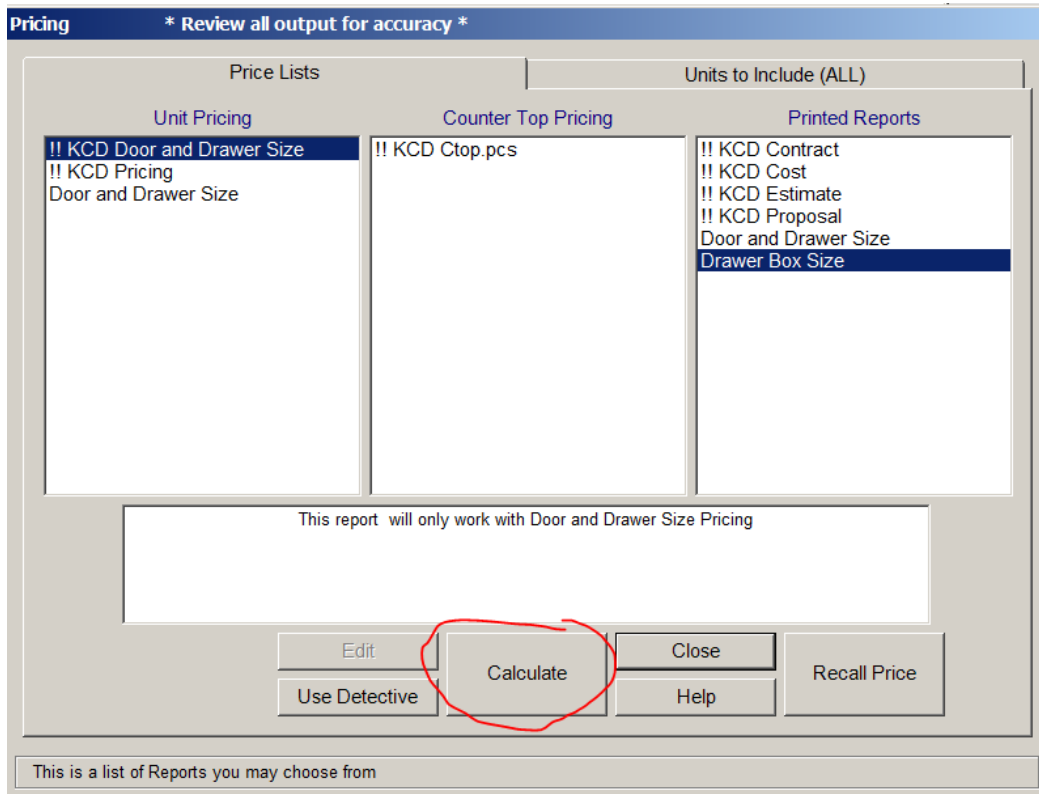 Pricing * Review all output for accuracy *
Price Lists
Units to Include (ALL)
Unit Pricing
!! KCD Door and Drawer Size
!! KCD Pricing
Door and Drawer Size
Counter Top Pricing
!! KCD Ctop.pcs
Printed Reports
!! KCD Contract
!! KCD Cost
!! KCD Estimate
!! KCD Proposal
Door and Drawer Size
Drawer Box Size
This report will only work with Door and Drawer Size Pricing
Edit
Use Detective
Calculate
Close
Help
Recall Price
This is a list of Reports you may choose from